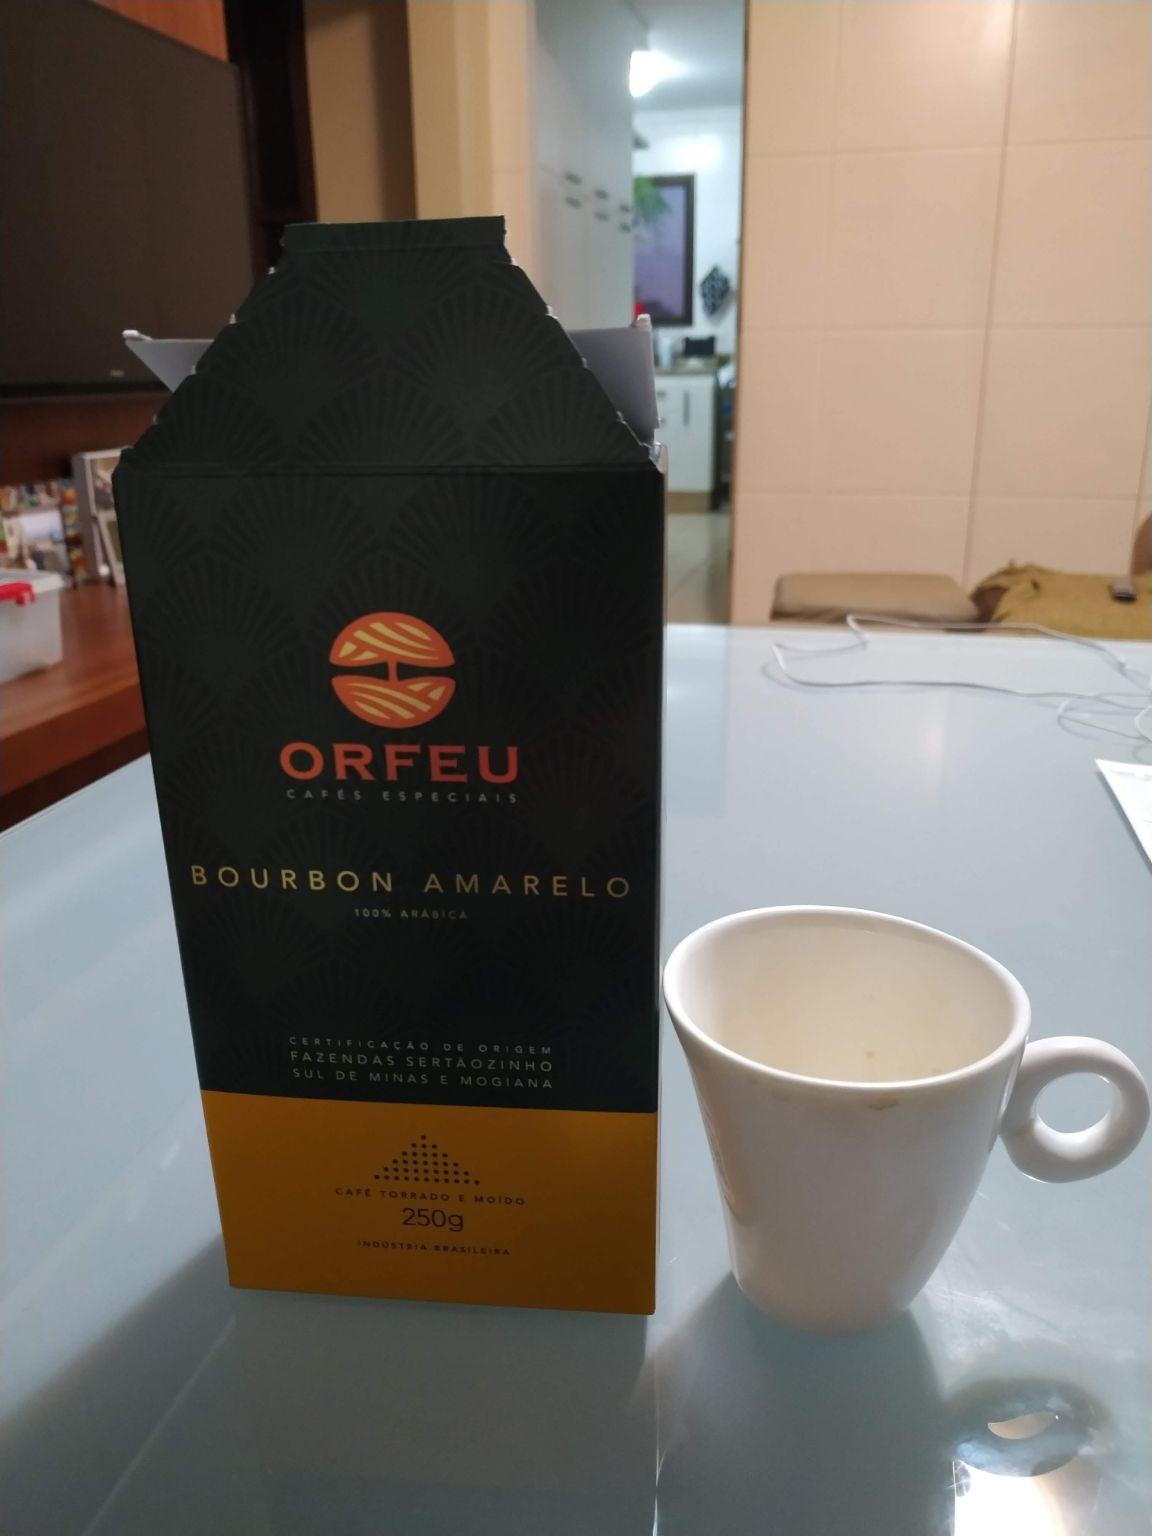 ORFEU
CAFÉS ESPECIAIS
BOURBON AMARELO
100% ARÁBICA
CERTIFICAÇÃO DE ORIGEM
FAZENDAS SERTÃOZINHO
SUL DE MINAS E MOGIANA
CAFÉ TORRADO E MOÍDO
250g
INDÚSTRIA BRASILEIRA